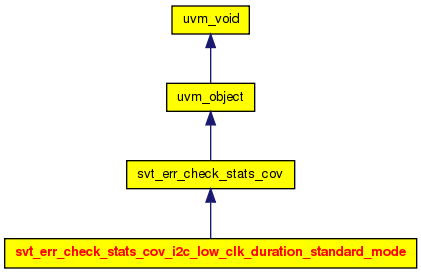 uvm_void
uvm_object
svt_err_check_stats_cov
svt_err_check_stats_cov_i2c_low_clk_duration_standard_mode